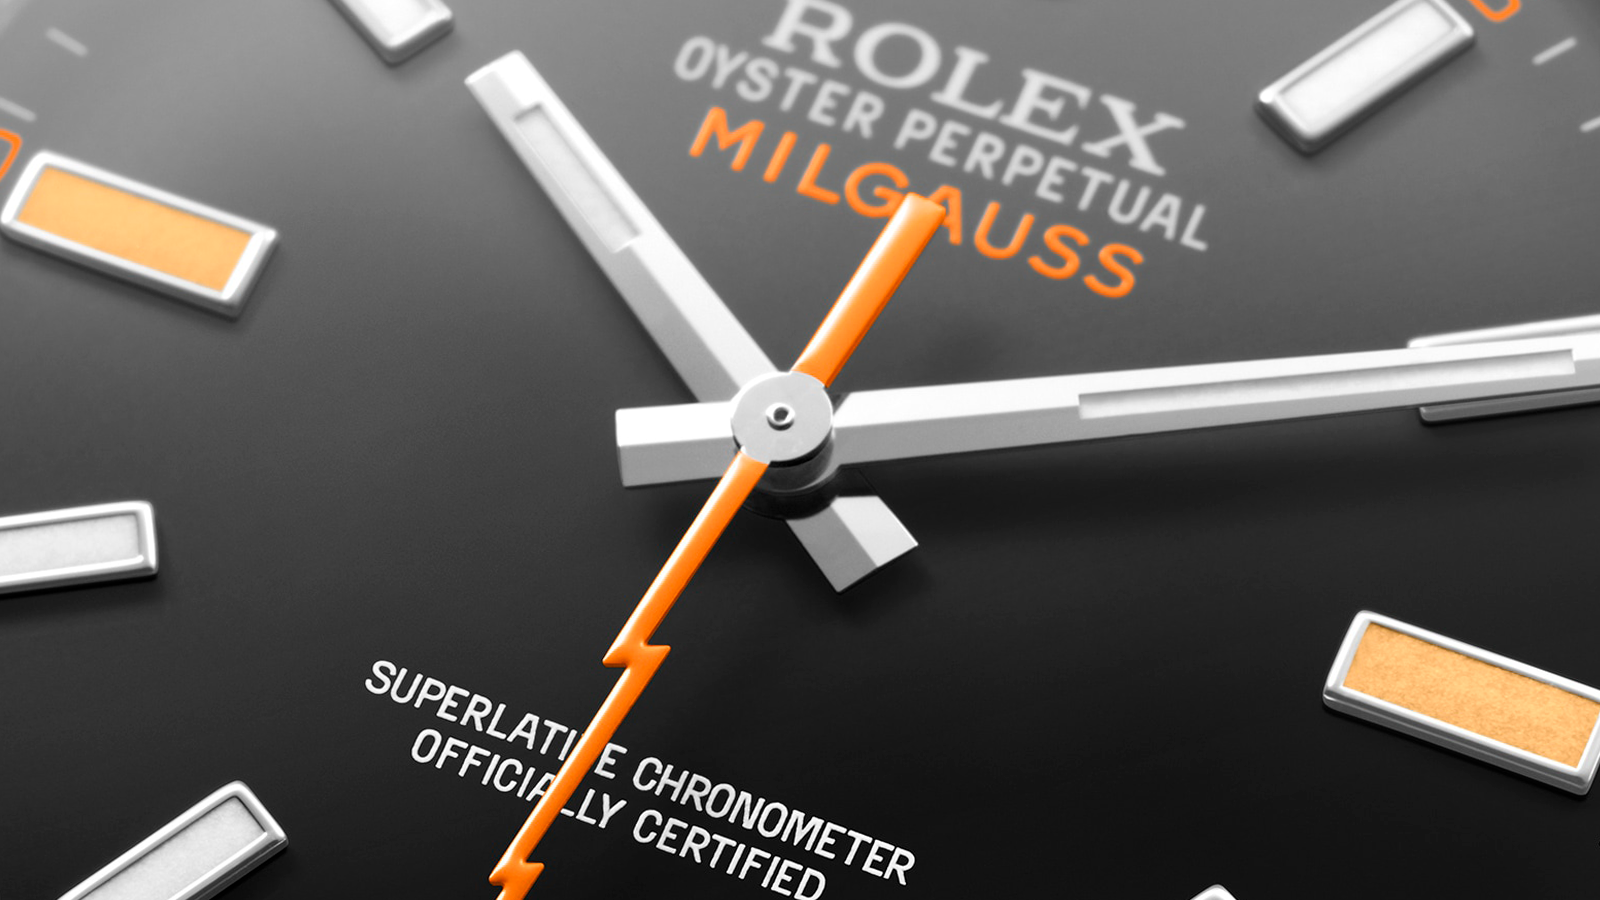 ROLEX
OYSTER PERPETUAL
MILGAUSS
SUPERLATIVE CHRONOMETER
OFFICIALLY CERTIFIED